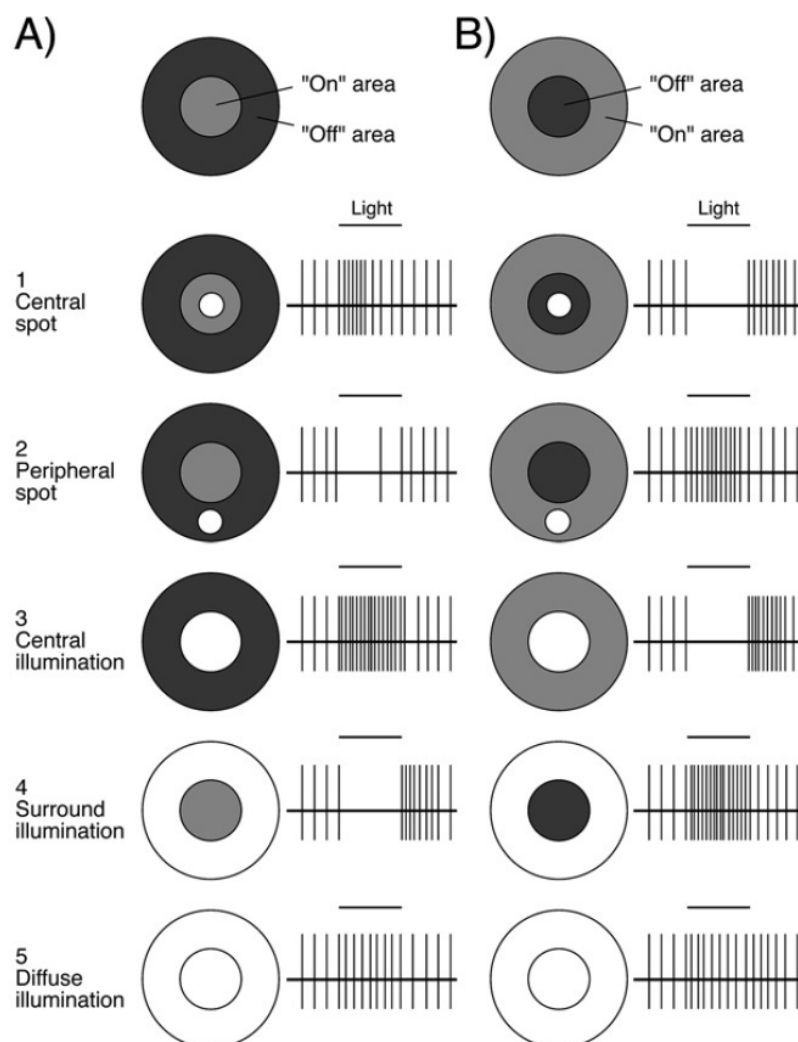 A)
B)
"On" area
"Off" area
"Off" area
"On" area
Light
Light
1
Central
spot
2
Peripheral
spot
3
Central
illumination
4
Surround
illumination
5
Diffuse
illumination